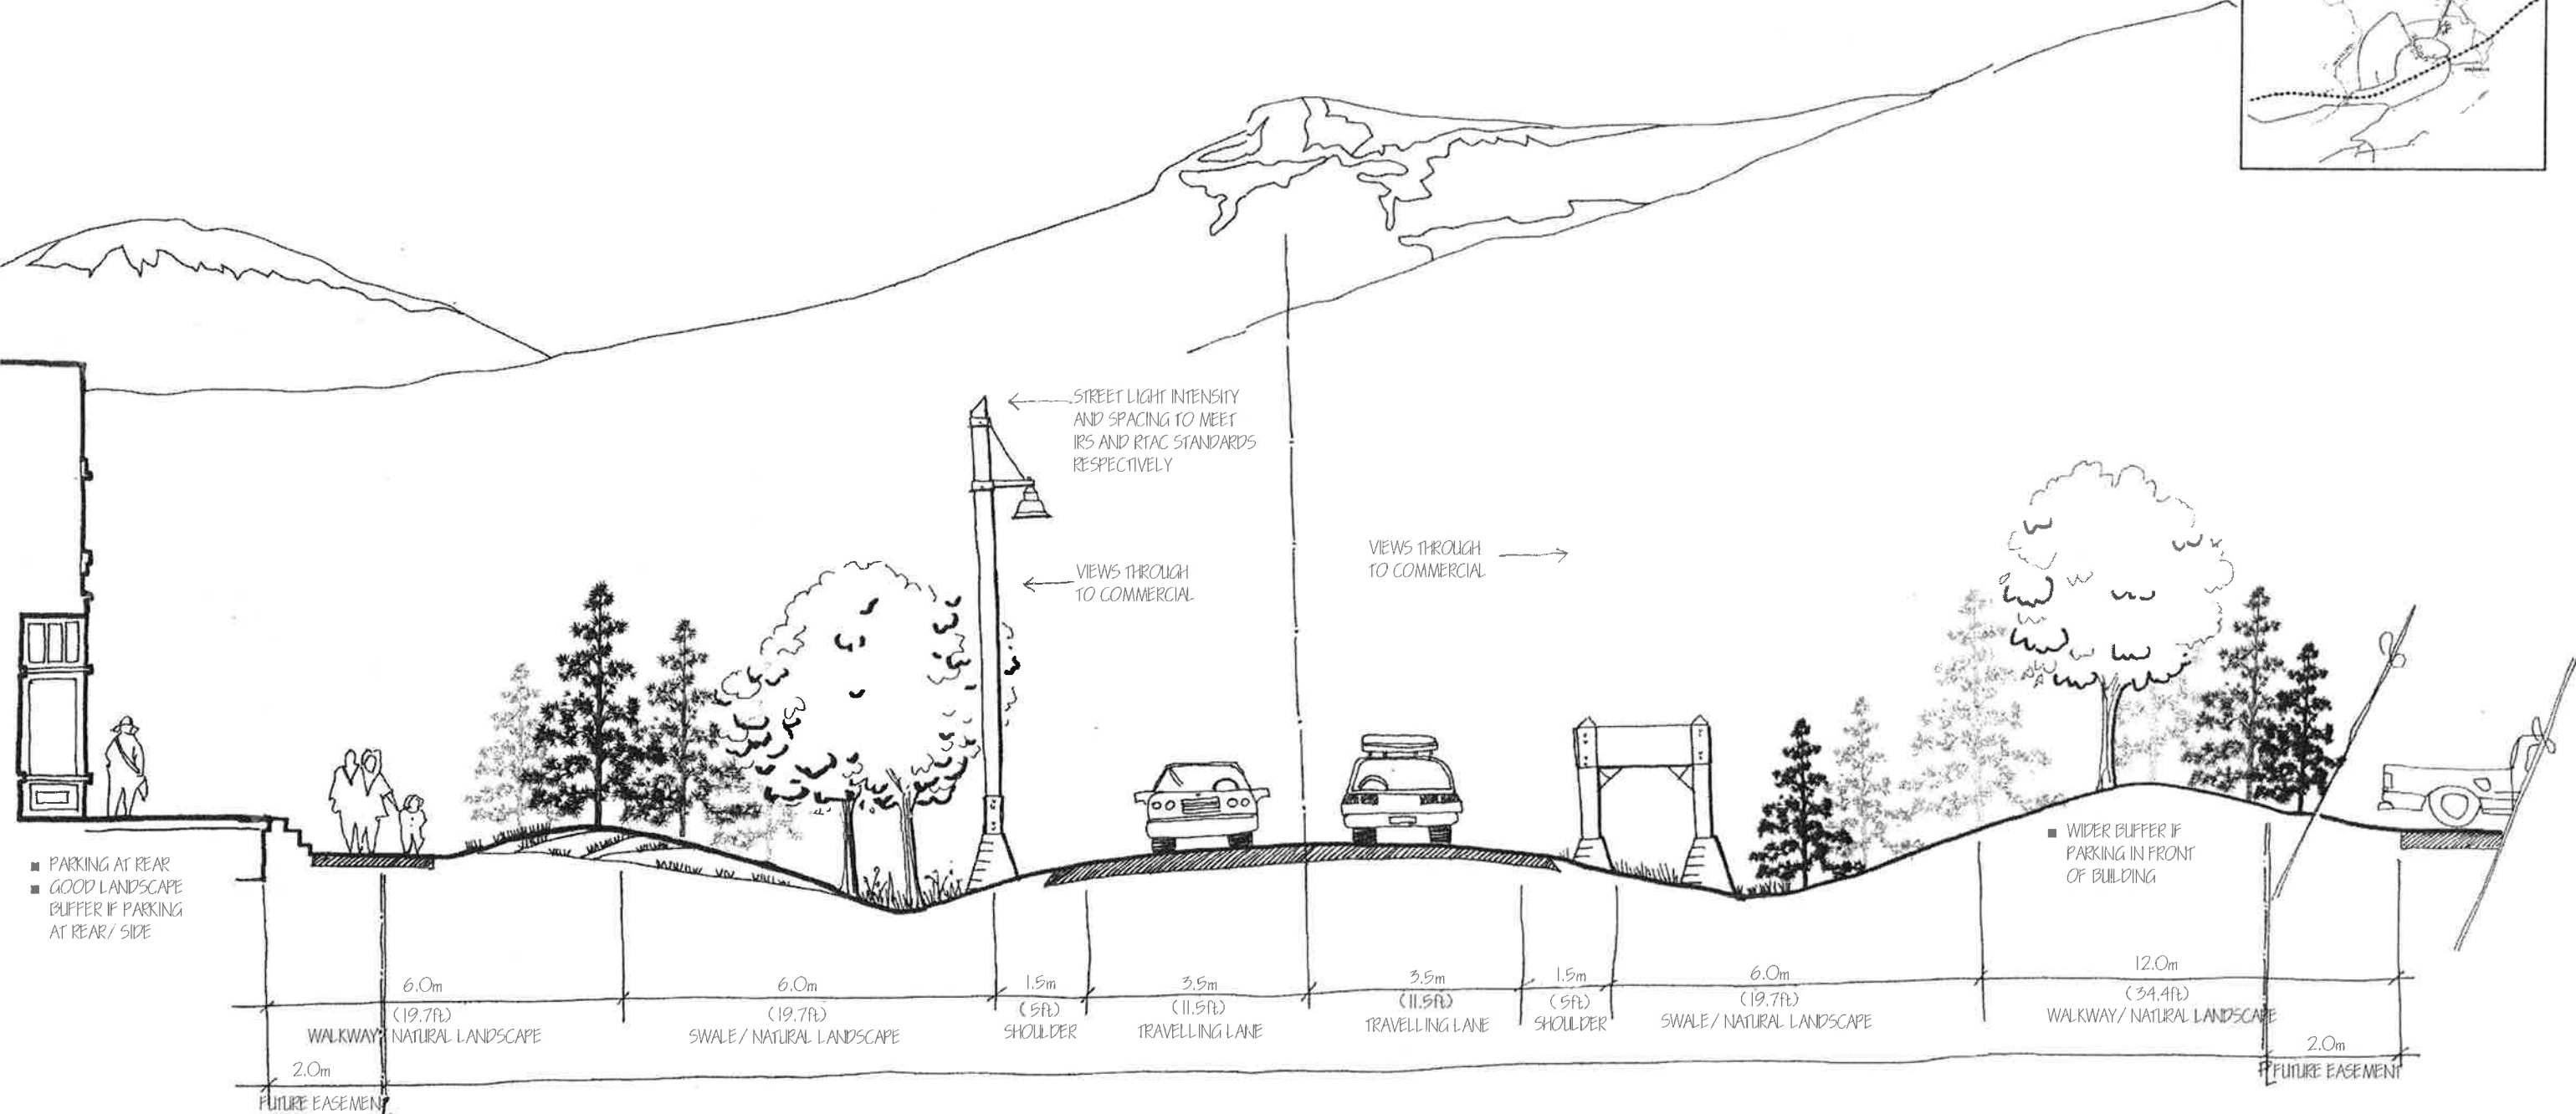 STREET LIGHT INTENSITY
AND SPACING TO MEET
IRS AND RTAC STANDARDS
RESPECTIVELY
VIEWS THROUGH
TO COMMERCIAL
VIEWS THROUGH
TO COMMERCIAL
■ PARKING AT REAR
■ GOOD LANDSCAPE
BUFFER IF PARKING
AT REAR/ SIDE
■ WIDER BUFFER IF
PARKING IN FRONT
OF BUILDING
6.0m
(19.7ft)
WALKWAY/ NATURAL LANDSCAPE
6.0m
(19.7ft)
SWALE/ NATURAL LANDSCAPE
1.5m
(5ft)
SHOULDER
3.5m
(11.5ft)
TRAVELLING LANE
3.5m
(11.5ft)
TRAVELLING LANE
1.5m
(5ft)
SHOULDER
6.0m
(19.7ft)
SWALE/ NATURAL LANDSCAPE
12.0m
(34.4ft)
WALKWAY/ NATURAL LANDSCAPE
2.0m
FUTURE EASEMENT
2.0m
FUTURE EASEMENT